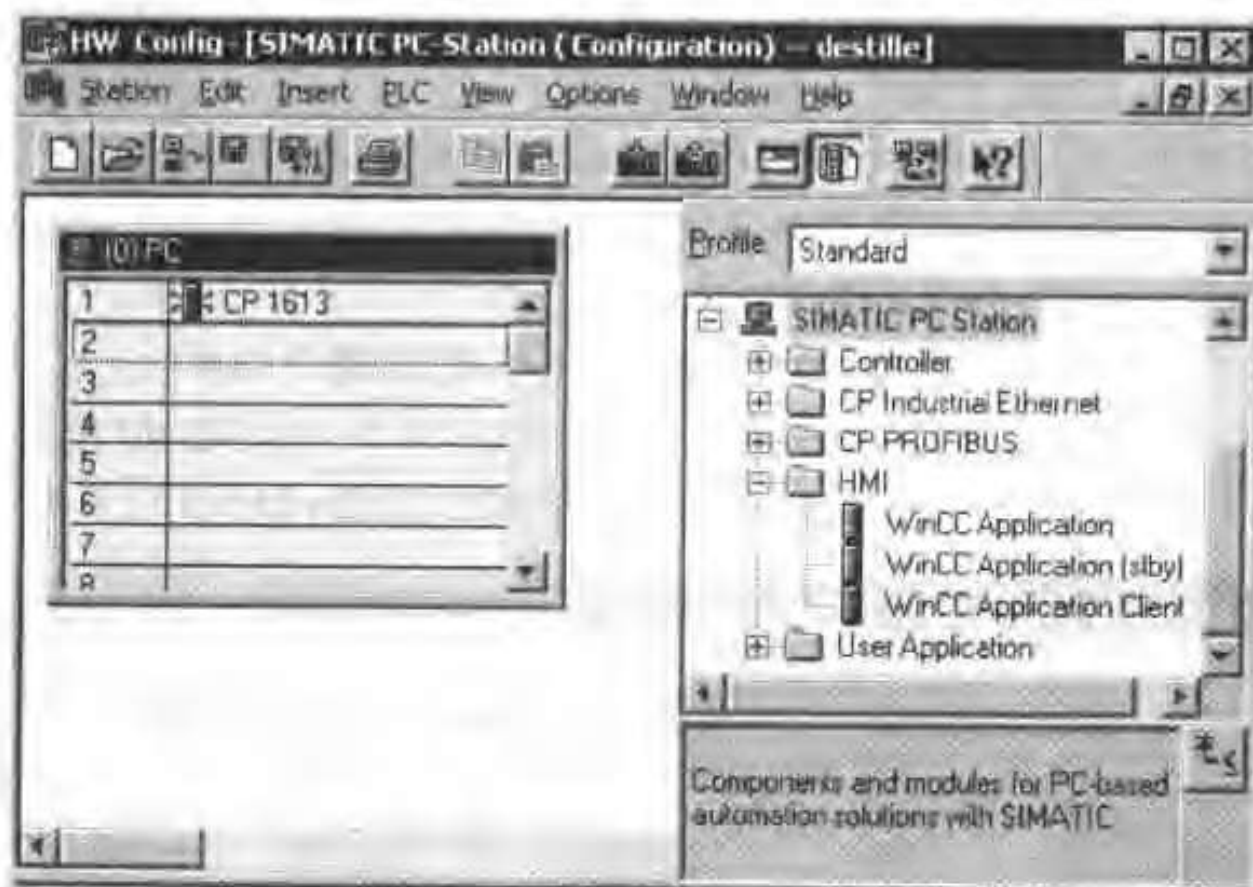 HW Config - [SIMATIC PC-Station (Configuration) -- destille]
Station Edit Insert PLC View Options Window Help
(0) PC
1 CP 1613
2
3
4
5
6
7
8
Profile Standard
SIMATIC PC Station
Controller
CP Industrial Ethernet
CP PROFIBUS
HMI
WinCC Application
WinCC Application (stby)
WinCC Application Client
User Application
Components and modules for PC-based
automation solutions with SIMATIC